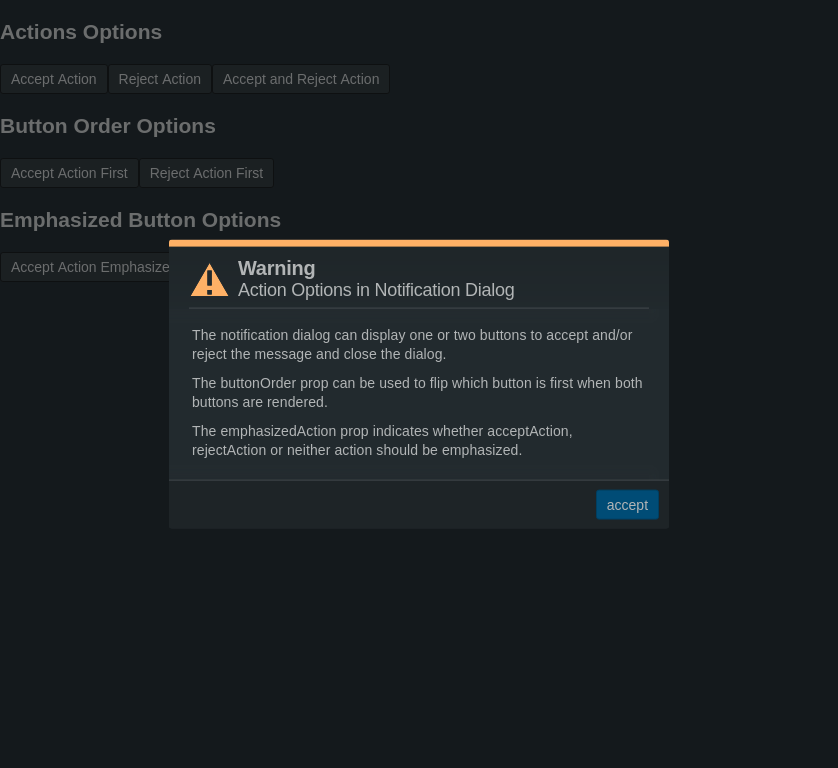 Actions Options
Accept Action Reject Action Accept and Reject Action
Button Order Options
Accept Action First Reject Action First
Emphasized Button Options
Accept Action Emphasize
Warning
Action Options in Notification Dialog
The notification dialog can display one or two buttons to accept and/or
reject the message and close the dialog.
The buttonOrder prop can be used to flip which button is first when both
buttons are rendered.
The emphasizedAction prop indicates whether acceptAction,
rejectAction or neither action should be emphasized.
accept